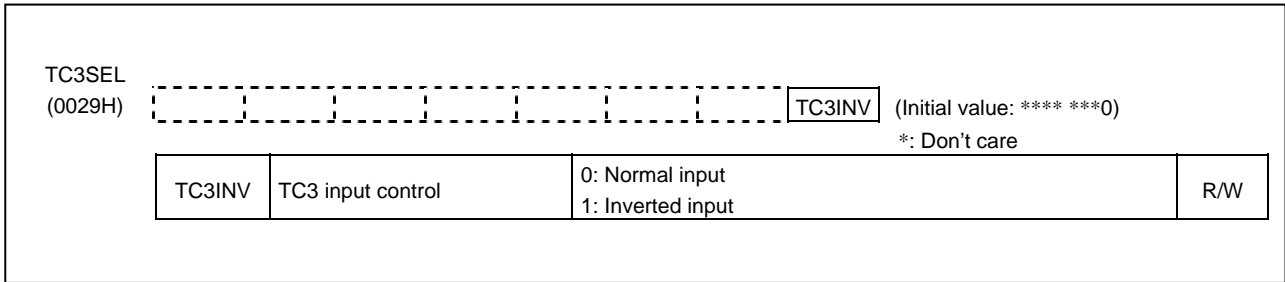 TC3SEL
(0029H) TC3INV (Initial value: **** ***0)
*: Don't care
TC3INV TC3 input control 0: Normal input R/W
1: Inverted input